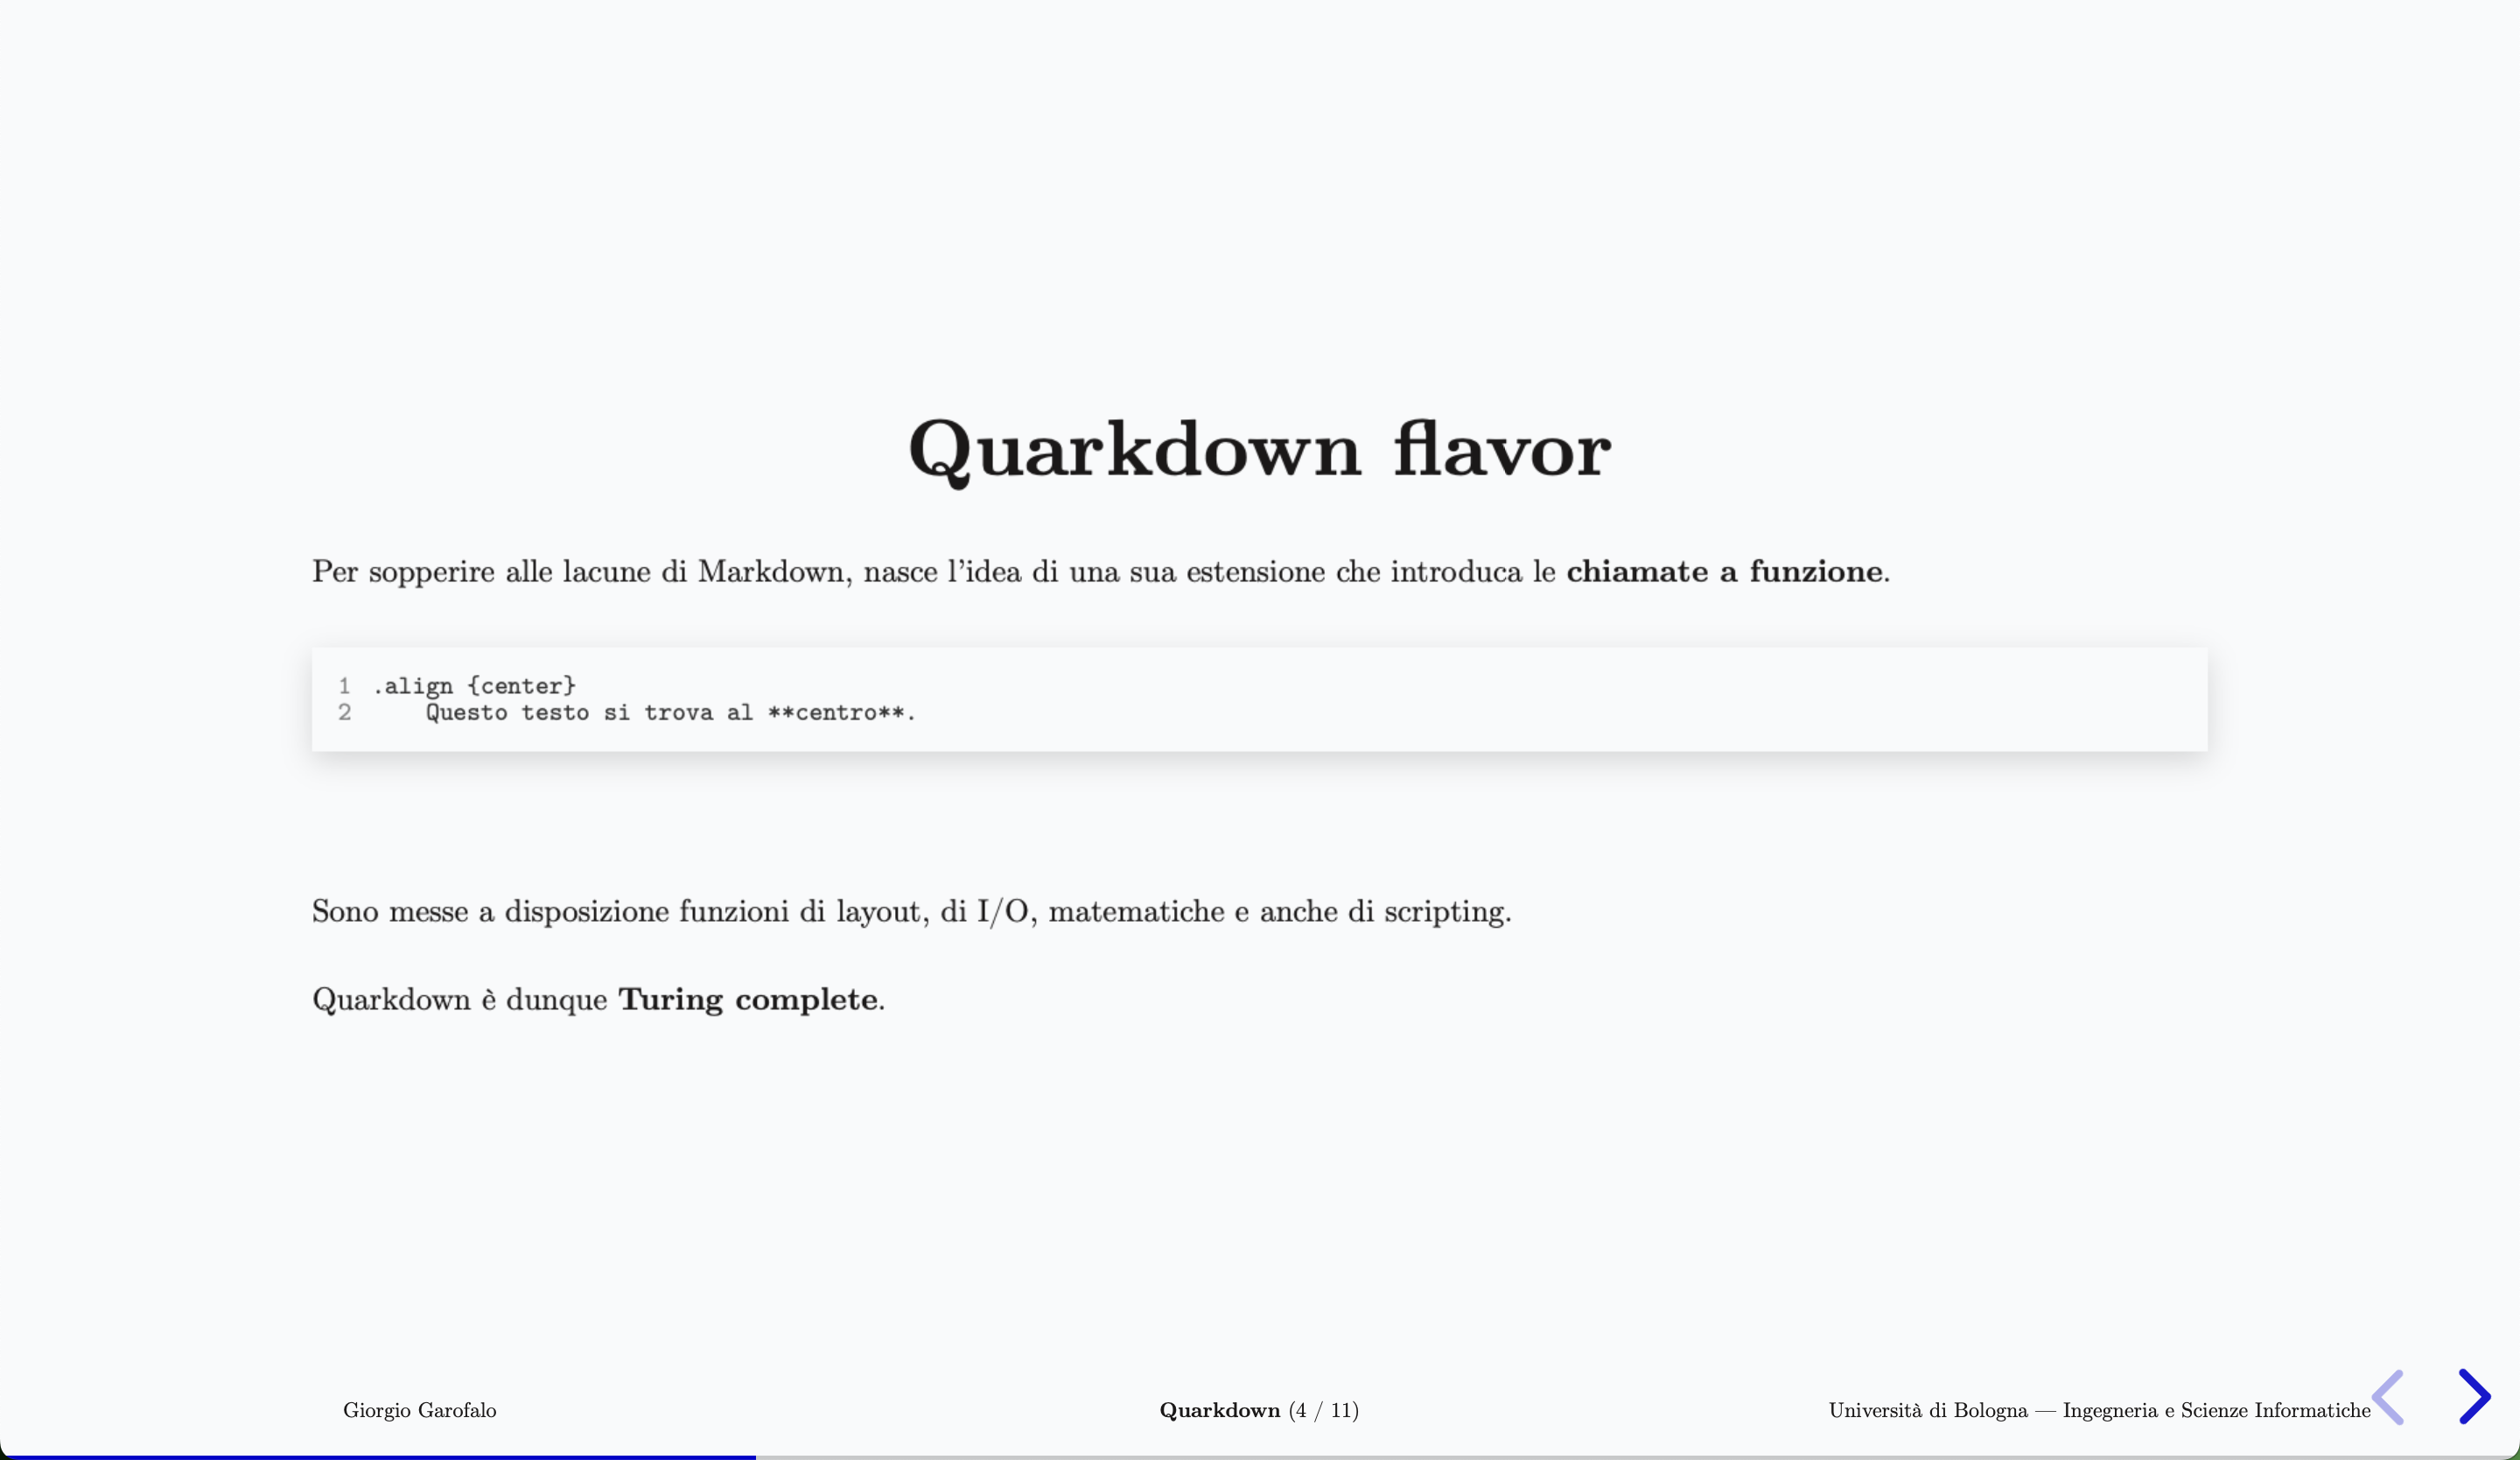 Quarkdown flavor
Per sopperire alle lacune di Markdown, nasce l'idea di una sua estensione che introduca le chiamate a funzione.
1 .align {center}
2     Questo testo si trova al **centro**.
Sono messe a disposizione funzioni di layout, di I/O, matematiche e anche di scripting.
Quarkdown è dunque Turing complete.
Giorgio Garofalo
Quarkdown (4 / 11)
Università di Bologna — Ingegneria e Scienze Informatiche